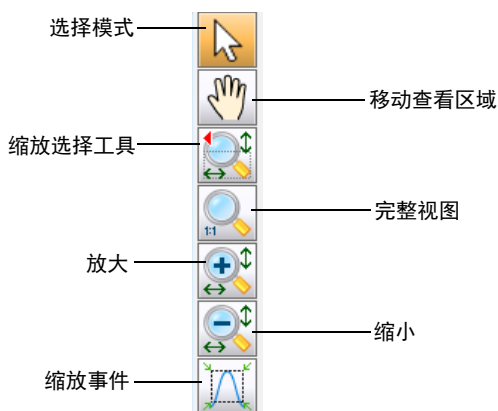 选择模式
移动查看区域
缩放选择工具
完整视图
1:1
放大
缩小
缩放事件